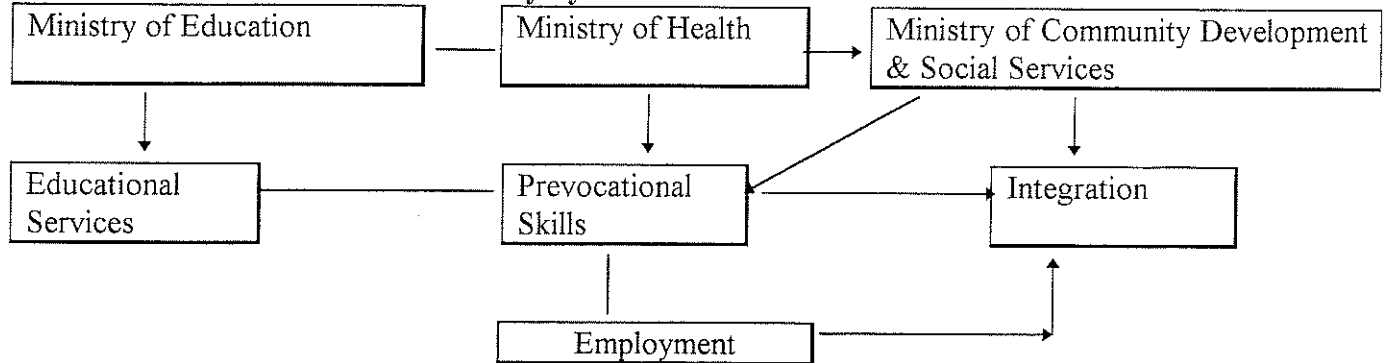 Ministry of Education
Ministry of Health
Ministry of Community Development
& Social Services
Educational
Services
Prevocational
Skills
Integration
Employment